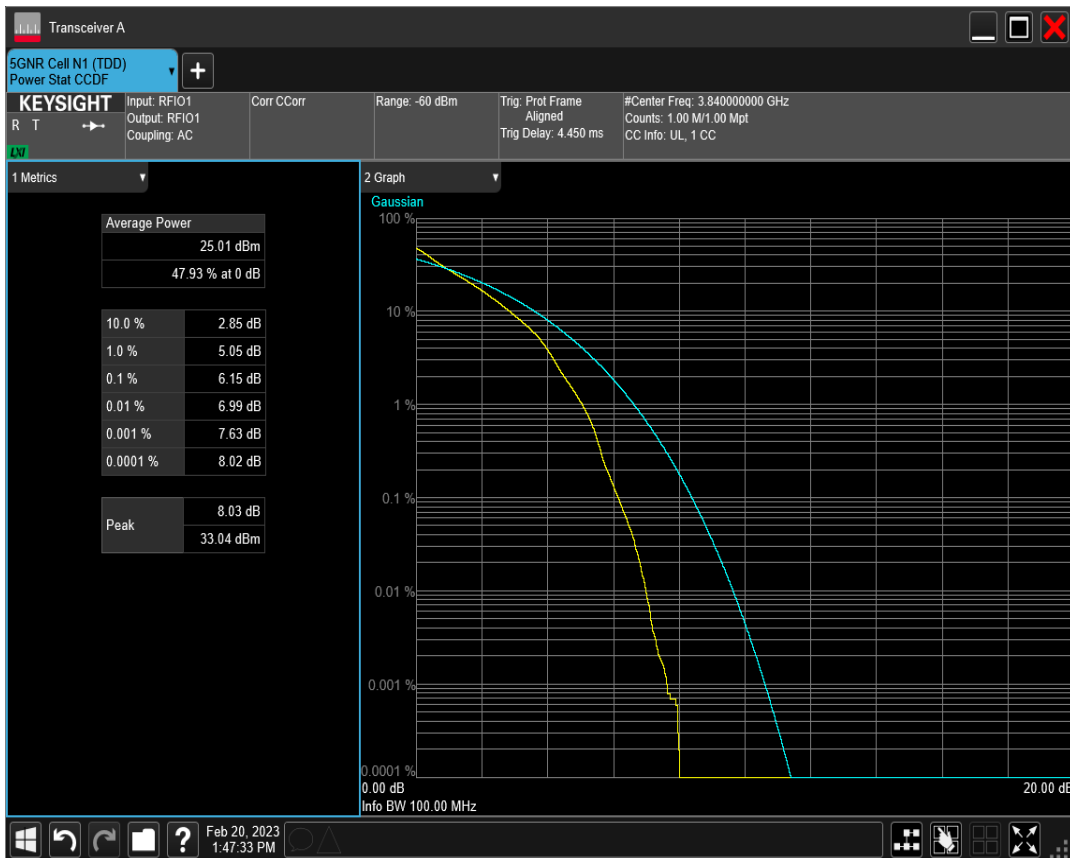 Transceiver A
5GNR Cell N1 (TDD)
Power Stat CCDF
KEYSIGHT
R T
LXI
Input: RFIO1
Output: RFIO1
Coupling: AC
Corr CCorr
Range: -60 dBm
Trig: Prot Frame
Aligned
Trig Delay: 4.450 ms
#Center Freq: 3.840000000 GHz
Counts: 1.00 M/1.00 Mpt
CC Info: UL, 1 CC
1 Metrics
Average Power
25.01 dBm
47.93 % at 0 dB
10.0 % 2.85 dB
1.0 % 5.05 dB
0.1 % 6.15 dB
0.01 % 6.99 dB
0.001 % 7.63 dB
0.0001 % 8.02 dB
Peak
8.03 dB
33.04 dBm
2 Graph
Gaussian
100 %
10 %
1 %
0.1 %
0.01 %
0.001 %
0.0001 %
0.00 dB
20.00 dB
Info BW 100.00 MHz
?
Feb 20, 2023
1:47:33 PM